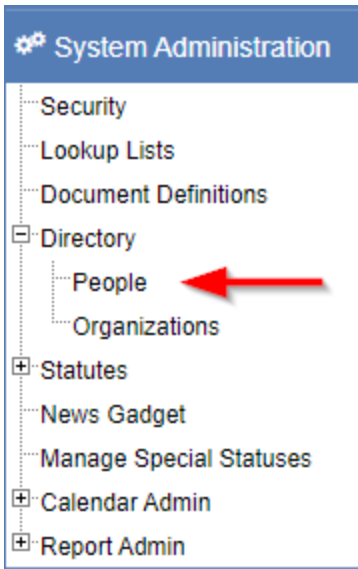 System Administration
Security
Lookup Lists
Document Definitions
Directory
People
Organizations
Statutes
News Gadget
Manage Special Statuses
Calendar Admin
Report Admin